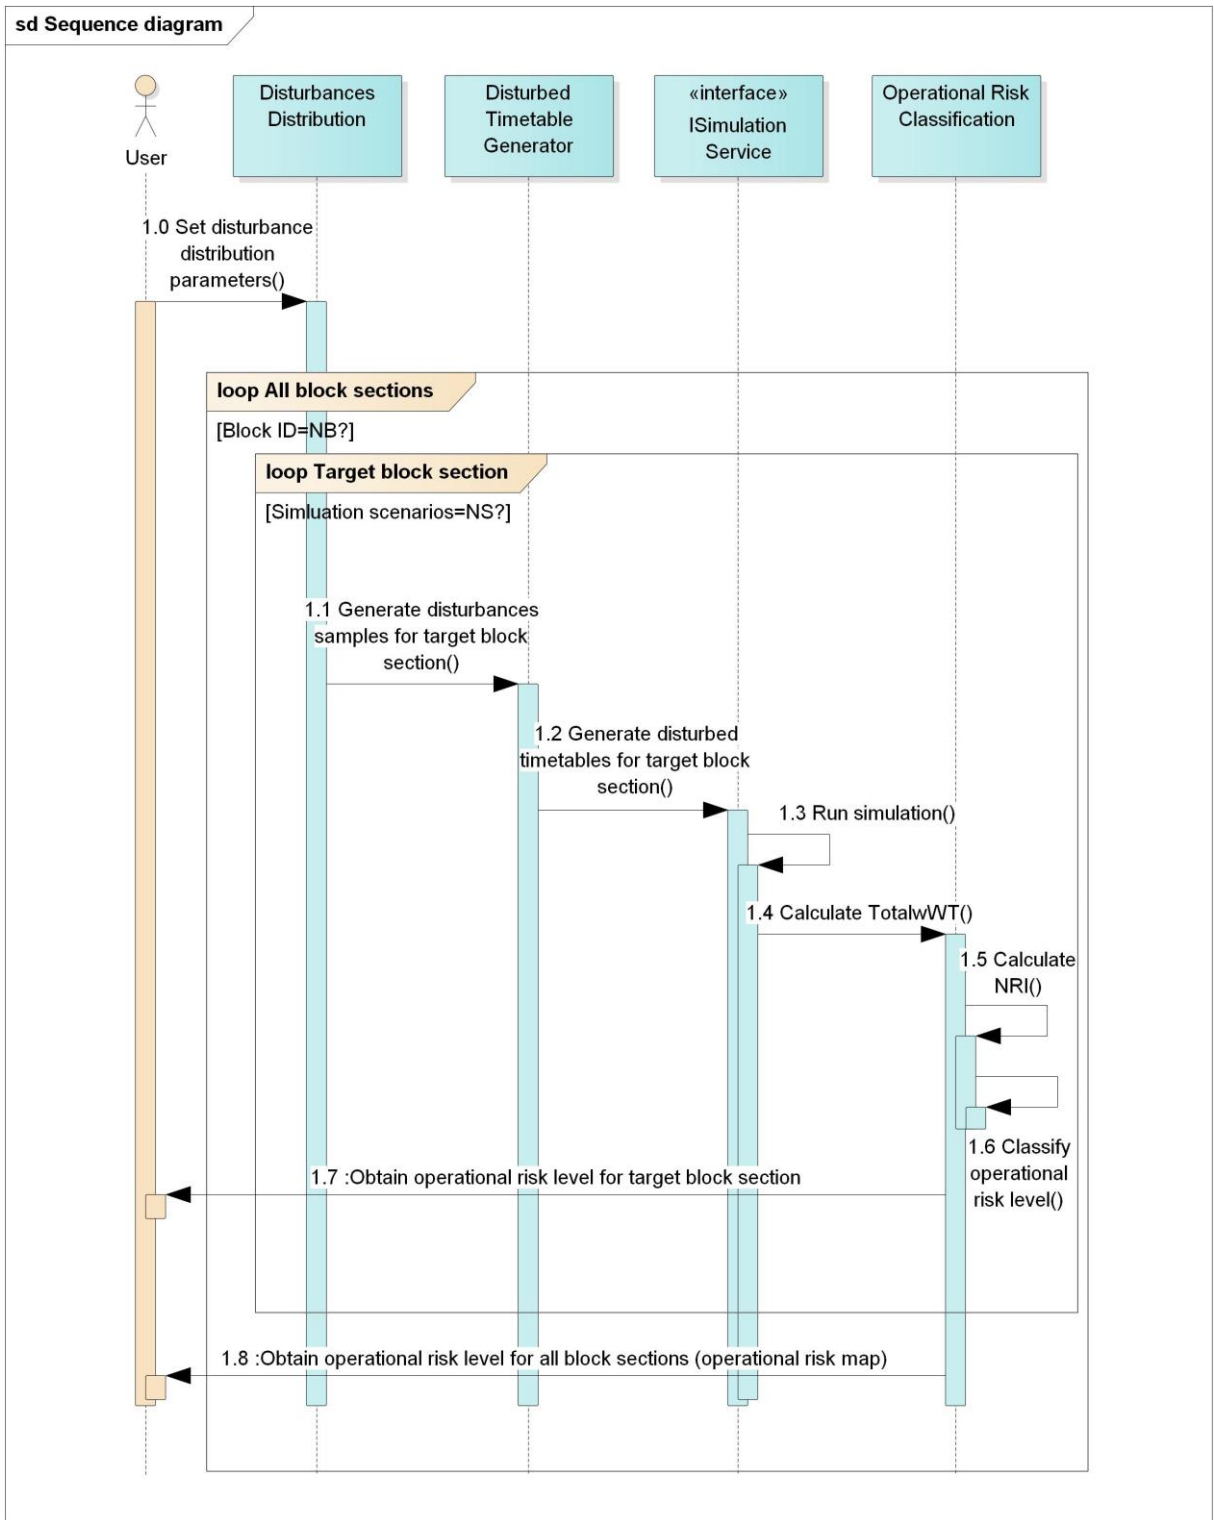 sd Sequence diagram
User
Disturbances
Distribution
Disturbed
Timetable
Generator
«interface»
ISimulation
Service
Operational Risk
Classification
1.0 Set disturbance
distribution
parameters()
loop All block sections
[Block ID=NB?]
loop Target block section
[Simluation scenarios=NS?]
1.1 Generate disturbances
samples for target block
section()
1.2 Generate disturbed
timetables for target block
section()
1.3 Run simulation()
1.4 Calculate TotalwWT()
1.5 Calculate
NRI()
1.6 Classify
operational
risk level()
1.7 :Obtain operational risk level for target block section
1.8 :Obtain operational risk level for all block sections (operational risk map)